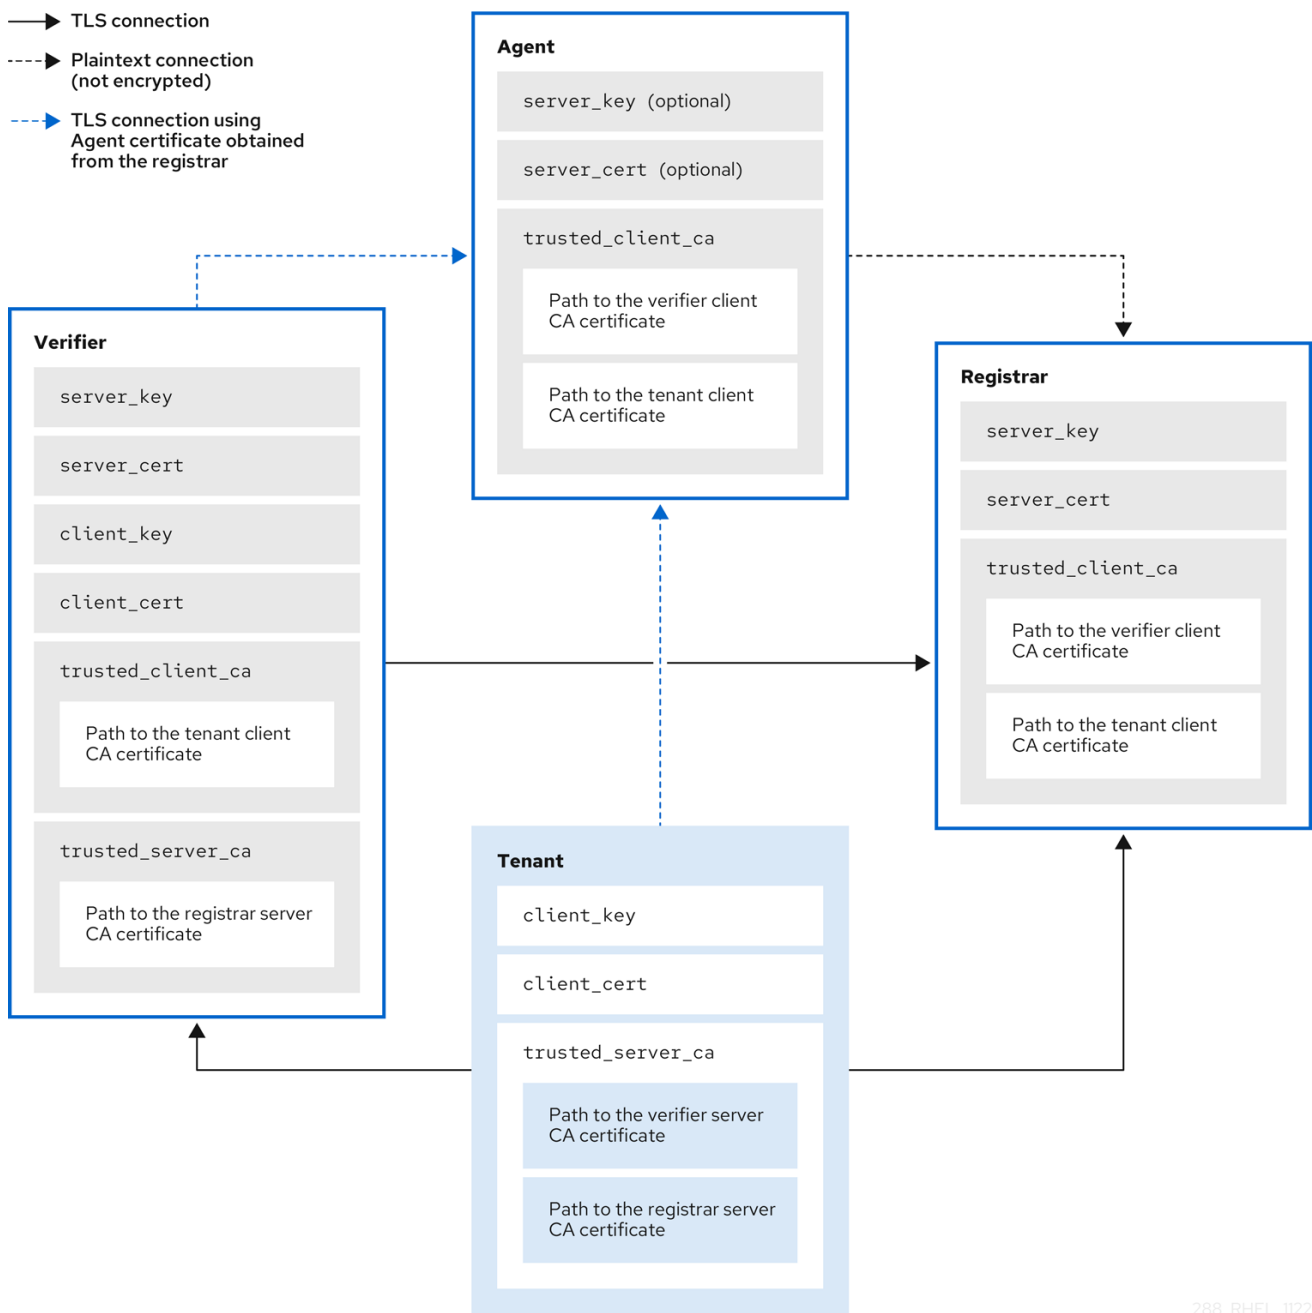 TLS connection
Plaintext connection
(not encrypted)
TLS connection using
Agent certificate obtained
from the registrar
Agent
server_key (optional)
server_cert (optional)
trusted_client_ca
Path to the verifier client
CA certificate
Path to the tenant client
CA certificate
Verifier
server_key
server_cert
client_key
client_cert
trusted_client_ca
Path to the tenant client
CA certificate
trusted_server_ca
Path to the registrar server
CA certificate
Registrar
server_key
server_cert
trusted_client_ca
Path to the verifier client
CA certificate
Path to the tenant client
CA certificate
Tenant
client_key
client_cert
trusted_server_ca
Path to the verifier server
CA certificate
Path to the registrar server
CA certificate
288_RHEL_1122